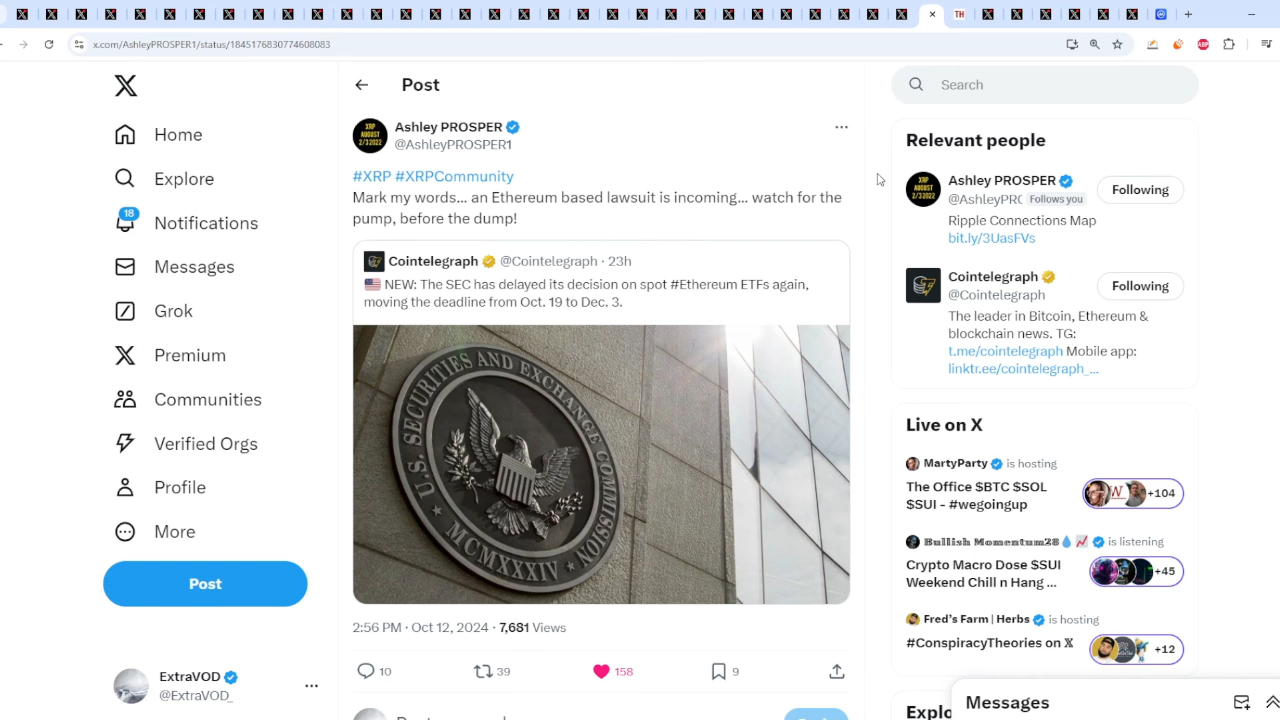 x.com/AshleyPROSPER1/status/1845176830774608083
Home
Explore
18
Notifications
Messages
Grok
Premium
Communities
Verified Orgs
Profile
More
Post
ExtraVOD
@ExtraVOD_
Post
Ashley PROSPER
@AshleyPROSPER1
#XRP #XRPCommunity
Mark my words... an Ethereum based lawsuit is incoming... watch for the
pump, before the dump!
Cointelegraph @Cointelegraph · 23h
NEW: The SEC has delayed its decision on spot #Ethereum ETFs again,
moving the deadline from Oct. 19 to Dec. 3.
U.S. SECURITIES AND EXCHANGE COMMISSION
MCMXXXIV
2:56 PM · Oct 12, 2024 · 7,681 Views
10
39
158
9
Search
Relevant people
Ashley PROSPER
@AshleyPRC Follows you
Following
Ripple Connections Map
bit.ly/3UasFVs
Cointelegraph
@Cointelegraph
Following
The leader in Bitcoin, Ethereum &
blockchain news. TG:
t.me/cointelegraph Mobile app:
linktr.ee/cointelegraph_...
Live on X
MartyParty is hosting
The Office $BTC $SOL
$SUI - #wegoingup
+104
Bullish Momentum28 is listening
Crypto Macro Dose $SUI
Weekend Chill n Hang ...
+45
Fred's Farm | Herbs is hosting
#ConspiracyTheories on 𝕏
+12
Messages